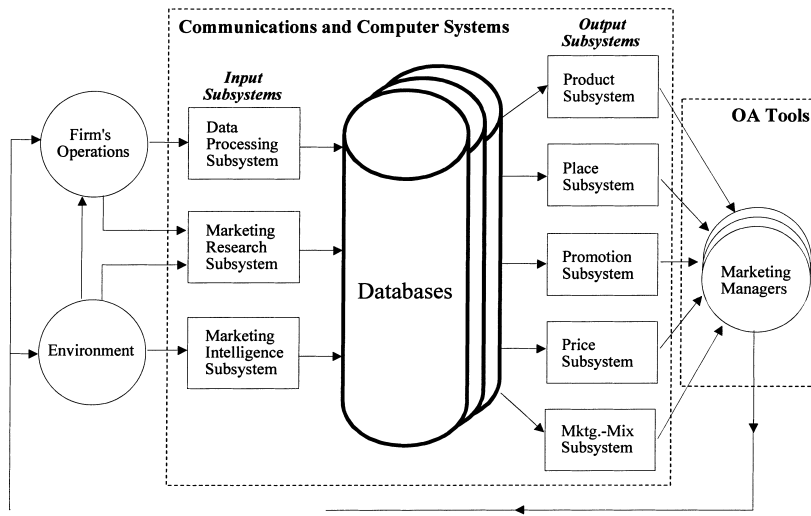 Communications and Computer Systems
Input
Subsystems
Output
Subsystems
OA Tools
Firm's
Operations
Environment
Data
Processing
Subsystem
Marketing
Research
Subsystem
Marketing
Intelligence
Subsystem
Databases
Product
Subsystem
Place
Subsystem
Promotion
Subsystem
Price
Subsystem
Mktg.-Mix
Subsystem
Marketing
Managers